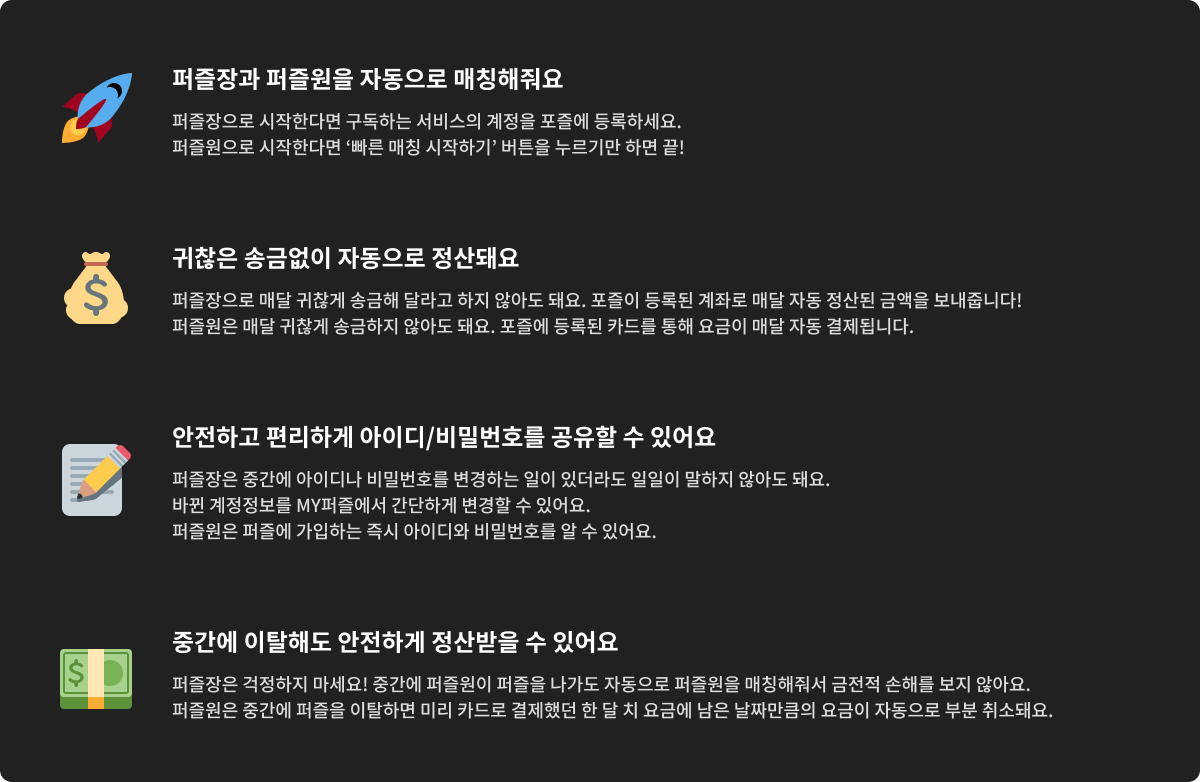 퍼즐장과 퍼즐원을 자동으로 매칭해줘요
퍼즐장으로 시작한다면 구독하는 서비스의 계정을 포즐에 등록하세요.
퍼즐원으로 시작한다면 ‘빠른 매칭 시작하기’ 버튼을 누르기만 하면 끝!
귀찮은 송금없이 자동으로 정산돼요
퍼즐장으로 매달 귀찮게 송금해 달라고 하지 않아도 돼요. 포즐이 등록된 계좌로 매달 자동 정산된 금액을 보내줍니다!
퍼즐원은 매달 귀찮게 송금하지 않아도 돼요. 포즐에 등록된 카드를 통해 요금이 매달 자동 결제됩니다.
안전하고 편리하게 아이디/비밀번호를 공유할 수 있어요
퍼즐장은 중간에 아이디나 비밀번호를 변경하는 일이 있더라도 일일이 말하지 않아도 돼요.
바뀐 계정정보를 MY퍼즐에서 간단하게 변경할 수 있어요.
퍼즐원은 퍼즐에 가입하는 즉시 아이디와 비밀번호를 알 수 있어요.
중간에 이탈해도 안전하게 정산받을 수 있어요
퍼즐장은 걱정하지 마세요! 중간에 퍼즐원이 퍼즐을 나가도 자동으로 퍼즐원을 매칭해줘서 금전적 손해를 보지 않아요.
퍼즐원은 중간에 퍼즐을 이탈하면 미리 카드로 결제했던 한 달 치 요금에 남은 날짜만큼의 요금이 자동으로 부분 취소돼요.